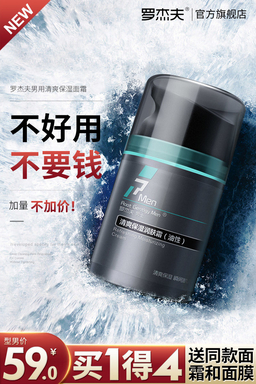 NEW
罗杰夫® 官方旗舰店
罗杰夫男用清爽保湿面霜
不好用
不要钱
加量 不加价!
Men
清爽保湿润肤霜（油性）
型男价
59.0
¥
买1得4
送同款面
霜和面膜